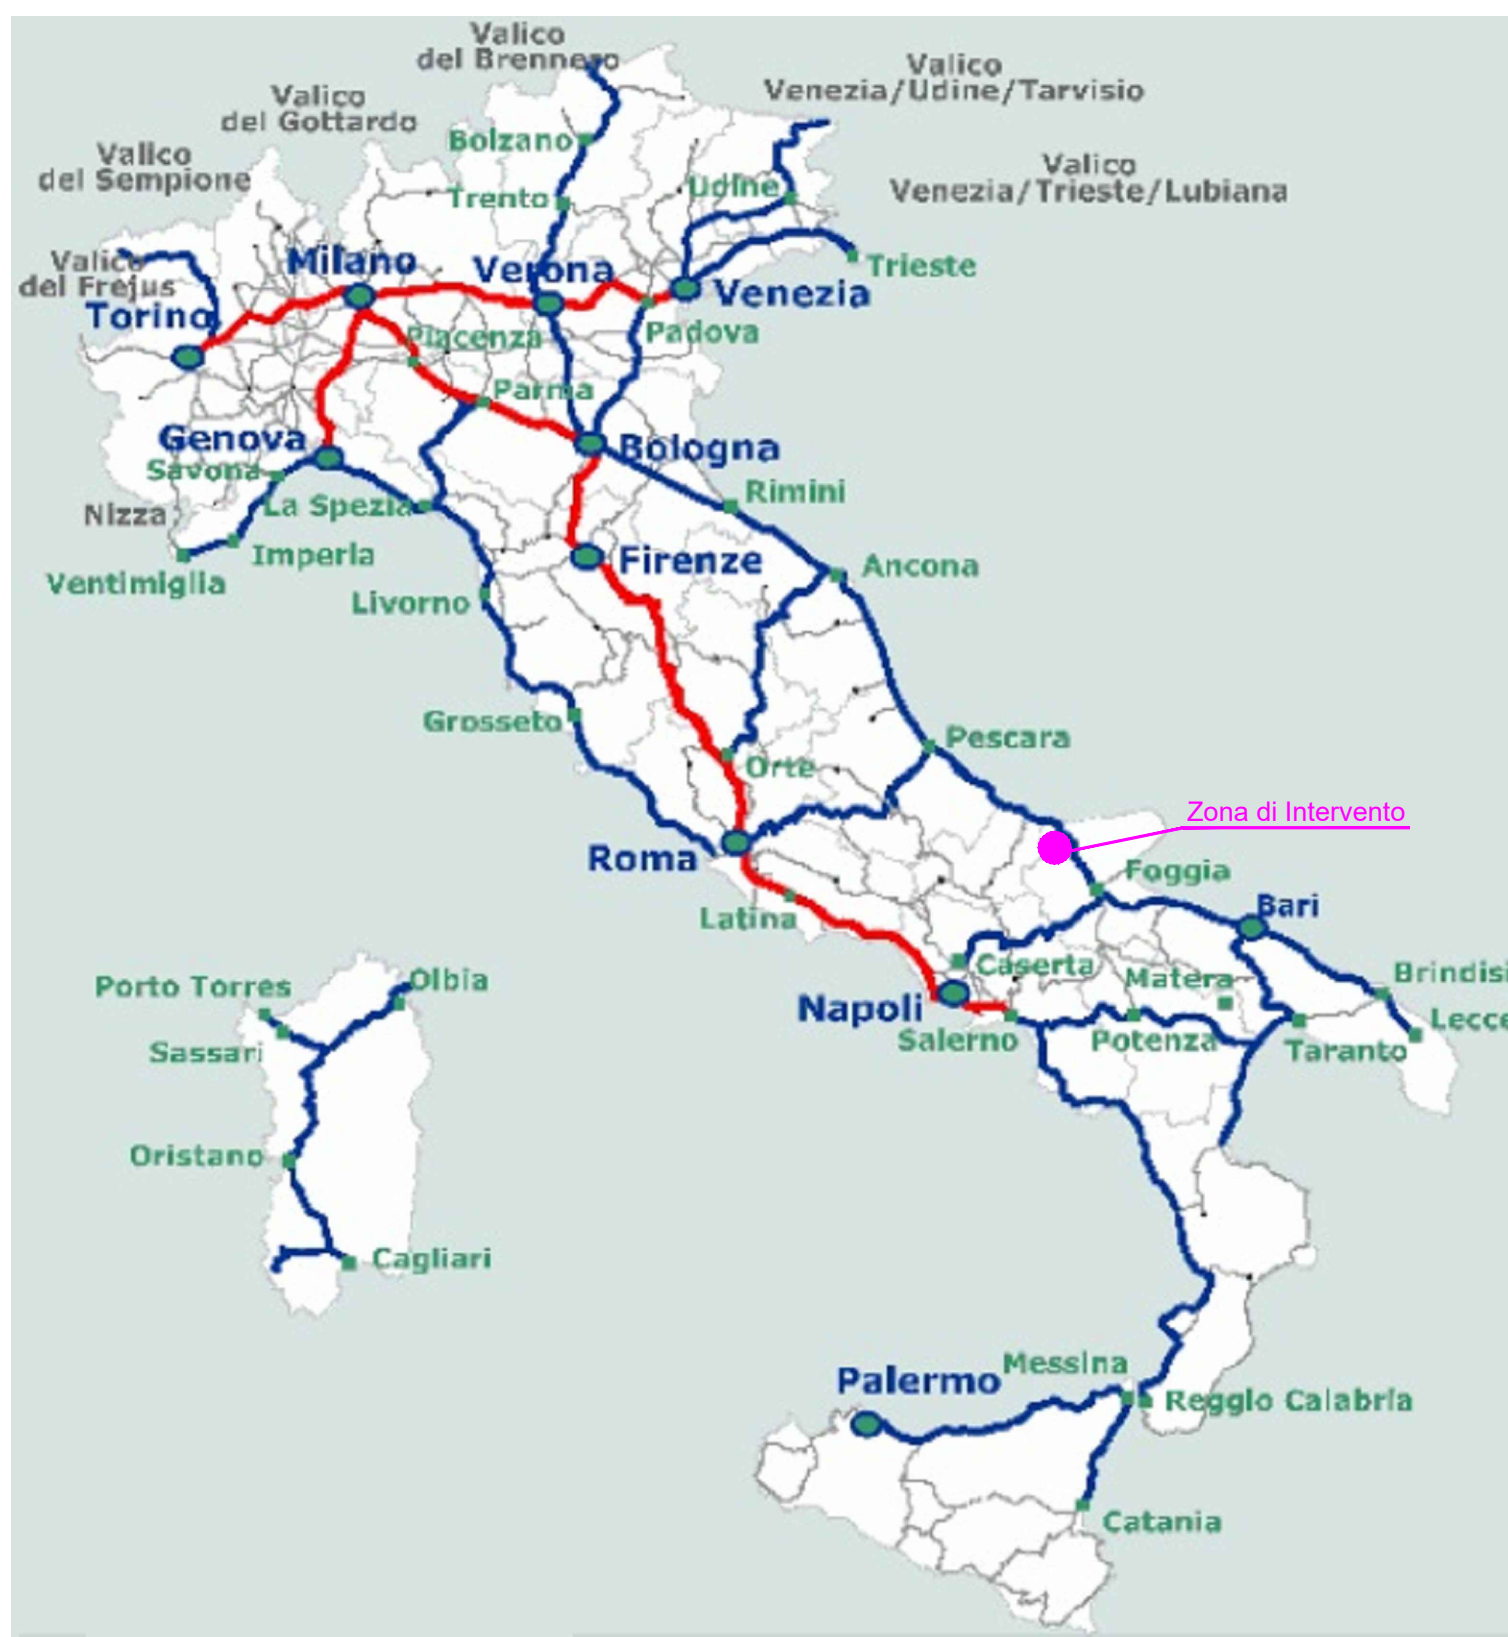 Valico
del Brennero
Valico
Venezia/Udine/Tarvisio
Valico
del Gottardo
Bolzano
Valico
del Sempione
Valico
Venezia/Trieste/Lubiana
Trento
Udine
Valico
del Frejus
Milano
Verona
Trieste
Venezia
Torino
Piacenza
Padova
Parma
Genova
Bologna
Savona
Rimini
La Spezia
Nizza
Imperia
Firenze
Ancona
Ventimiglia
Livorno
Grosseto
Pescara
Orte
Zona di Intervento
Roma
Foggia
Latina
Bari
Caserta
Matera
Brindisi
Porto Torres
Olbia
Napoli
Lecce
Salerno
Potenza
Taranto
Sassari
Oristano
Cagliari
Messina
Palermo
Reggio Calabria
Catania